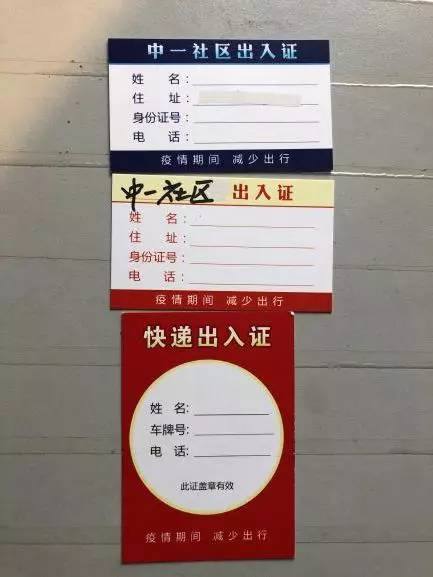 中一社区出入证
姓 名:
住 址:
身份证号:
电 话:
疫情期间 减少出行
中一社区 出入证
姓 名:
住 址:
身份证号:
电 话:
疫情期间 减少出行
快递出入证
姓 名:
车牌号:
电 话:
此证盖章有效
疫情期间 减少出行